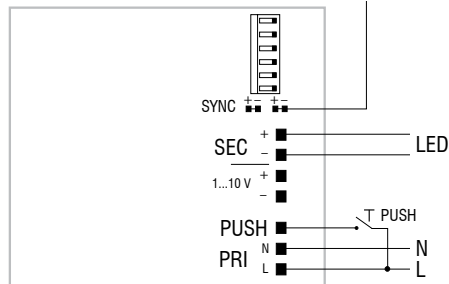 SYNC + - + -
SEC + -
LED
1...10 V + -
PUSH
PUSH
PRI N L
N
L